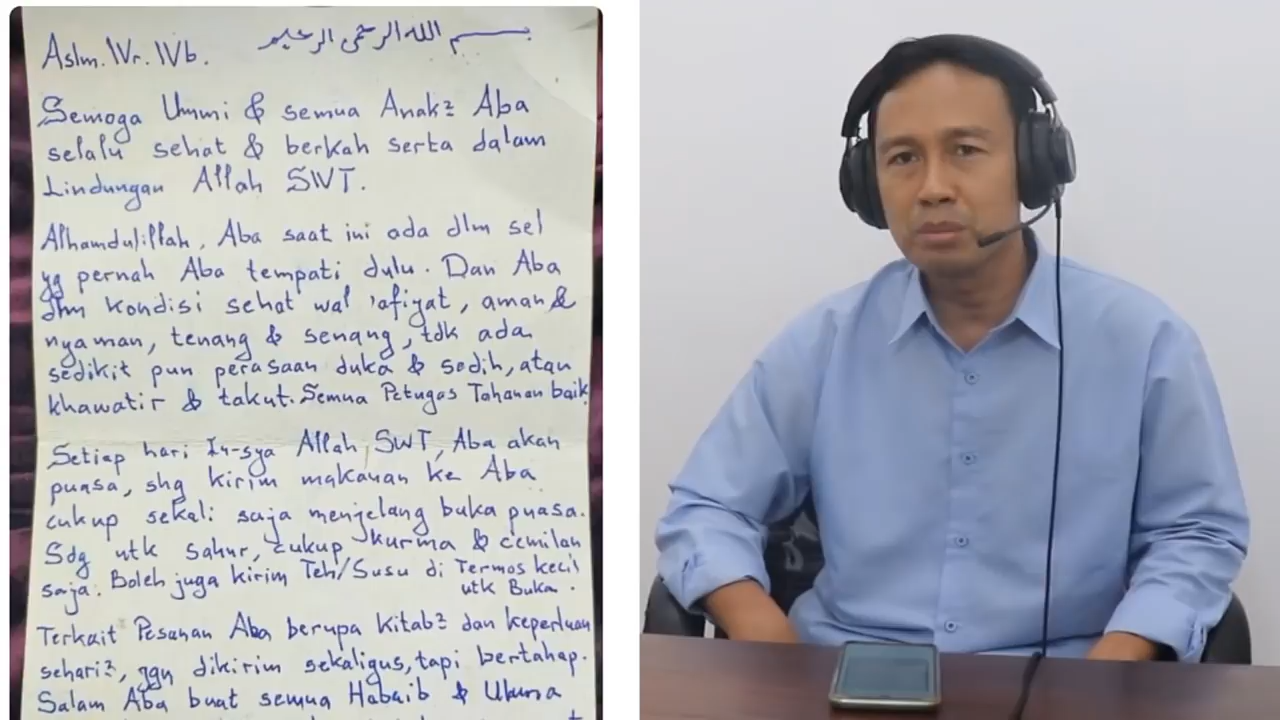 Aslm. Wr. Wb. بسم الله الرحمن الرحيم
Semoga Ummi & semua Anak2 Aba
selalu sehat & berkah serta dalam
Lindungan Allah SWT.
Alhamdulillah, Aba saat ini ada dlm sel
yg pernah Aba tempati dulu. Dan Aba
dlm kondisi sehat wal 'afiyat, aman &
nyaman, tenang & senang, tdk ada
sedikit pun perasaan duka & sedih, atau
khawatir & takut. Semua Petugas Tahanan baik
Setiap hari In-sya Allah SWT, Aba akan
puasa, shg kirim makanan ke Aba
cukup sekali saja menjelang buka puasa.
Sdg utk sahur, cukup kurma & cemilan
saja. Boleh juga kirim Teh/Susu di Termos kecil
utk Buka.
Terkait Pesanan Aba berupa kitab2 dan keperluan
sehari2, ggn dikirim sekaligus, tapi bertahap.
Salam Aba buat semua Habaib & Ulama